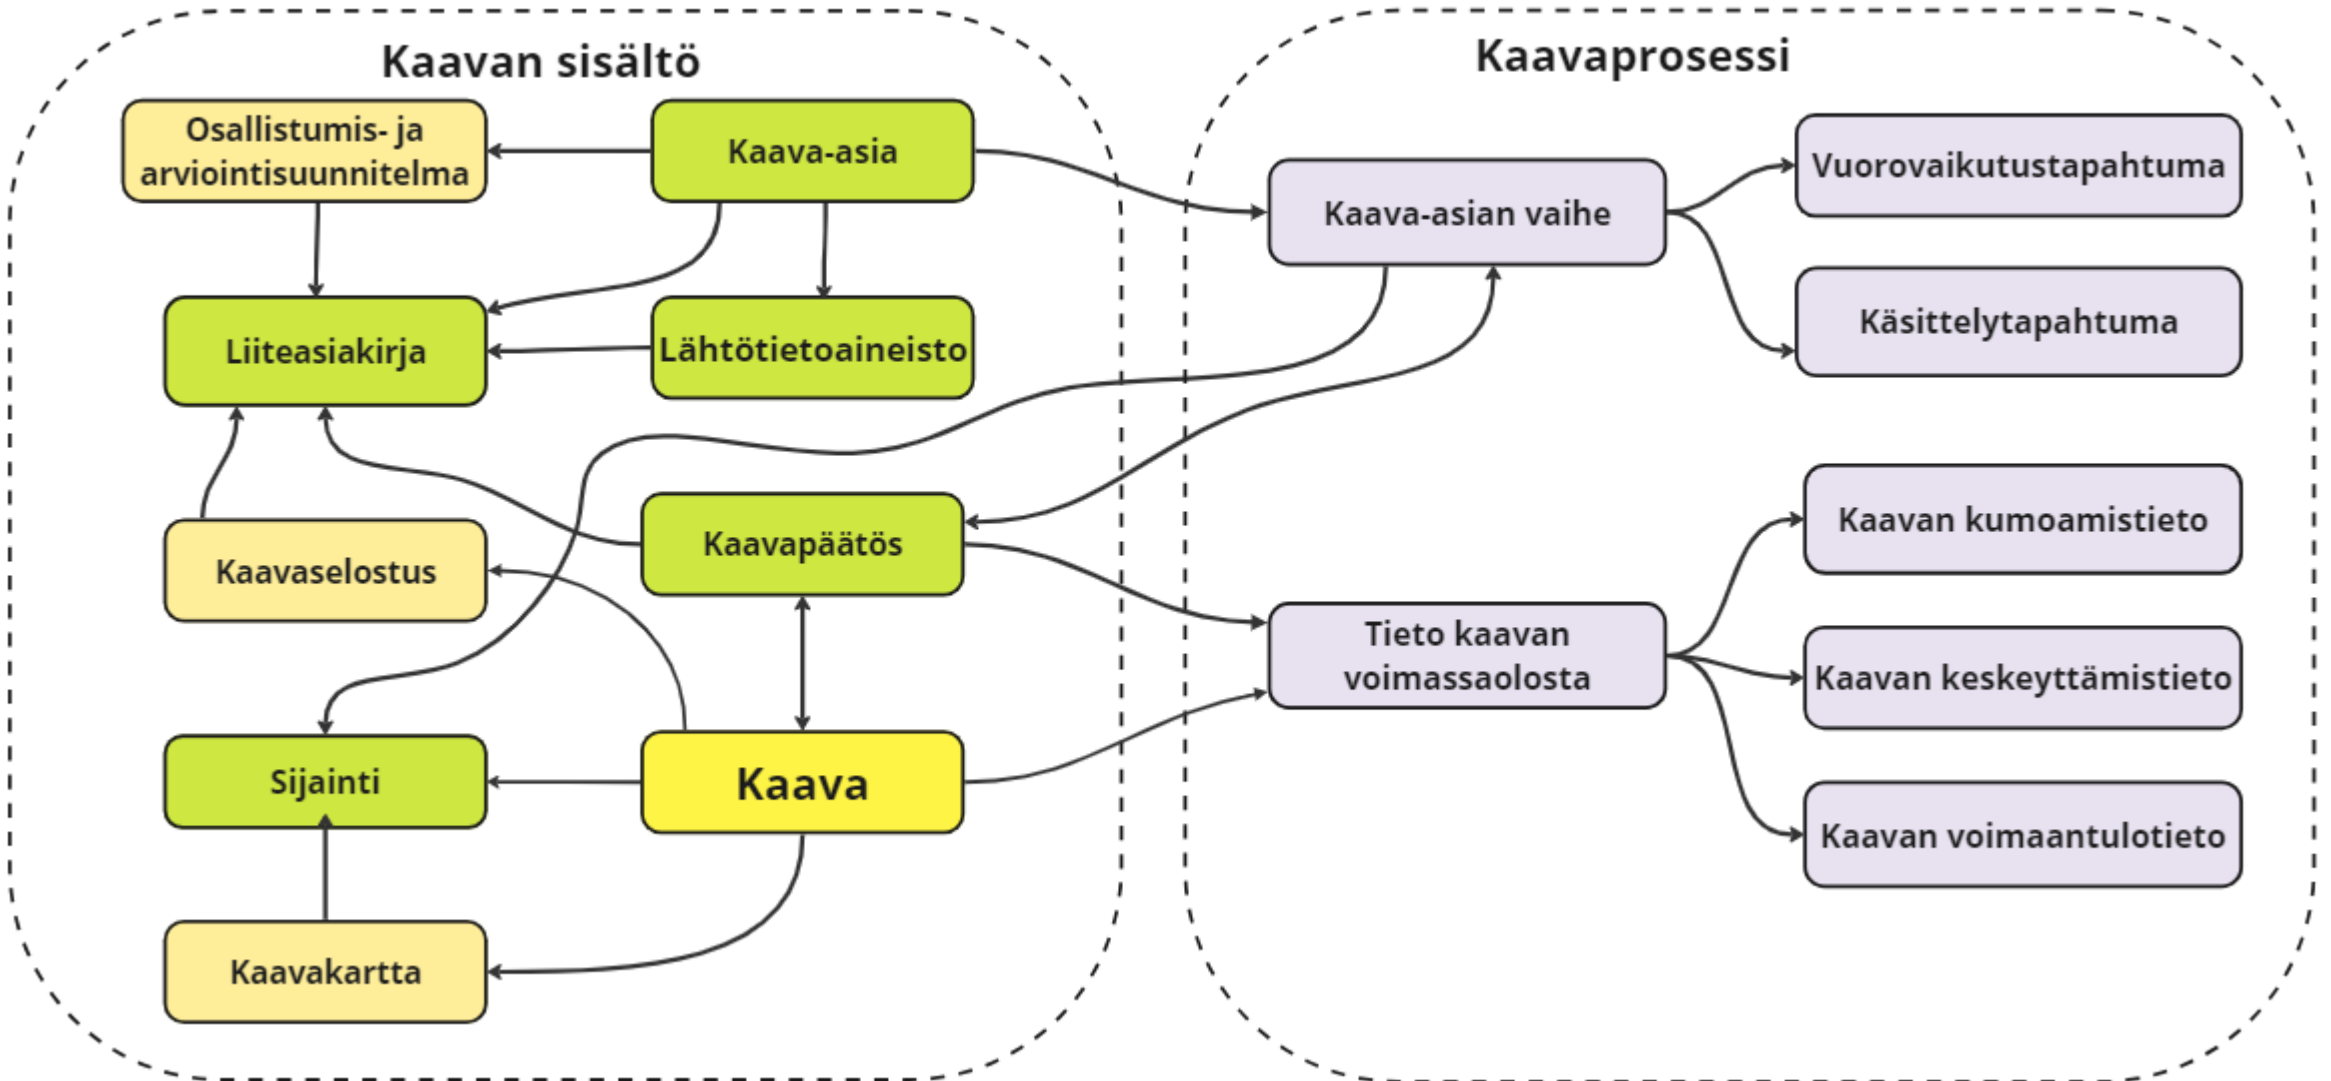 Kaavan sisältö
Osallistumis- ja
arviointisuunnitelma
Kaava-asia
Liiteasiakirja
Lähtötietoaineisto
Kaavaselostus
Kaavapäätös
Sijainti
Kaava
Kaavakartta
Kaavaprosessi
Kaava-asian vaihe
Vuorovaikutustapahtuma
Käsittelytapahtuma
Tieto kaavan
voimassaolosta
Kaavan kumoamistieto
Kaavan keskeyttämistieto
Kaavan voimaantulotieto